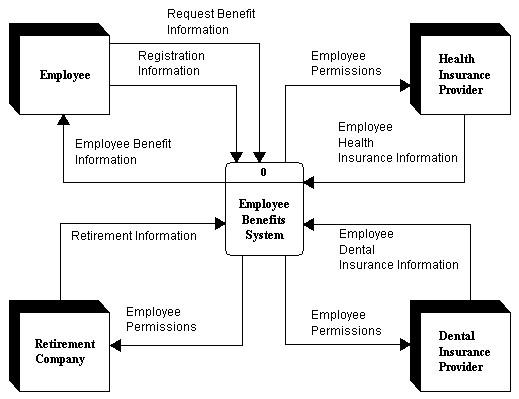 Request Benefit
Information
Registration
Information
Employee
Employee
Permissions
Health
Insurance
Provider
Employee Benefit
Information
Employee
Health
Insurance Information
0
Employee
Benefits
System
Retirement Information
Employee
Dental
Insurance Information
Employee
Permissions
Employee
Permissions
Retirement
Company
Dental
Insurance
Provider